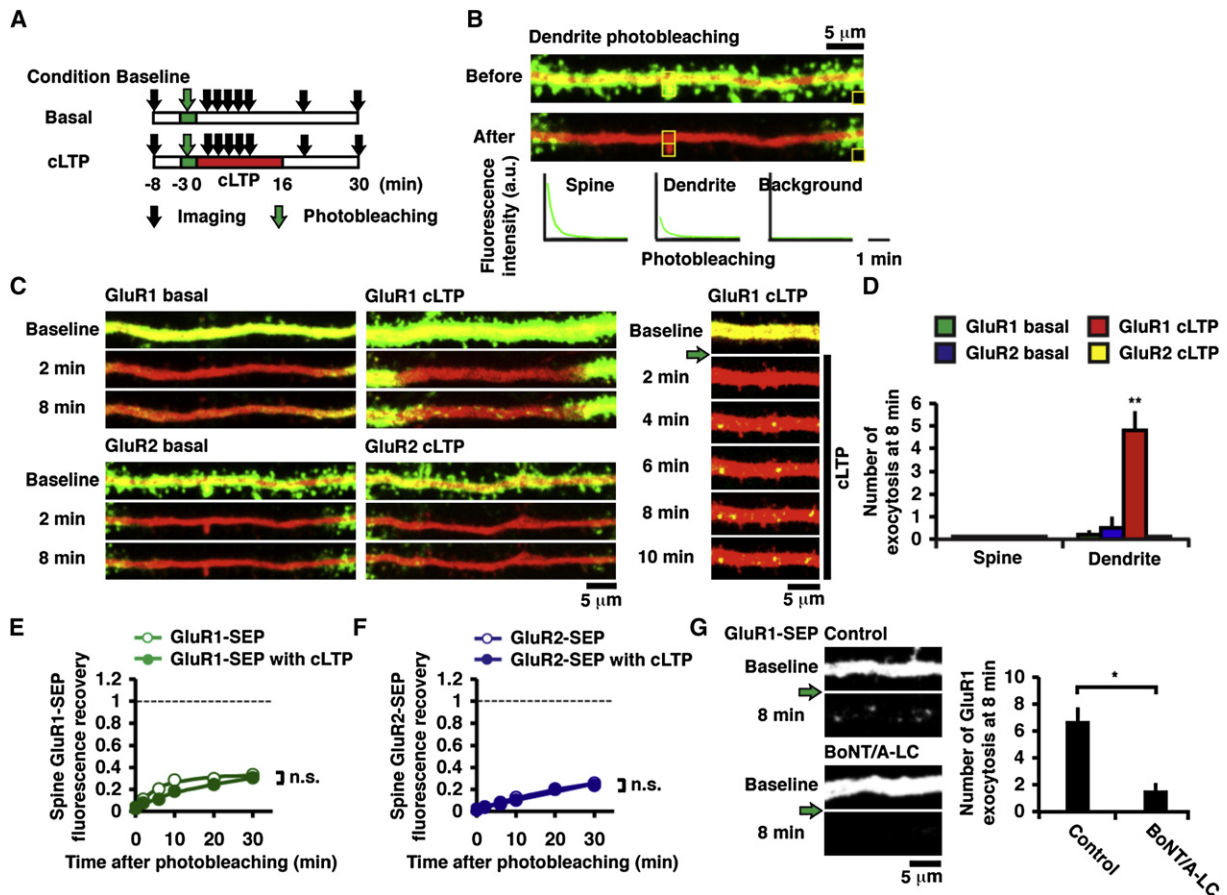 A
Condition Baseline
Basal
cLTP
cLTP
-8 -3 0 16 30 (min)
Imaging Photobleaching
B
Dendrite photobleaching
5 μm
Before
After
Fluorescence
intensity (a.u.)
Spine
Dendrite
Background
Photobleaching
1 min
C
GluR1 basal
GluR1 cLTP
Baseline
2 min
8 min
GluR2 basal
GluR2 cLTP
Baseline
2 min
8 min
5 μm
GluR1 cLTP
Baseline
2 min
4 min
6 min
8 min
10 min
cLTP
5 μm
D
GluR1 basal
GluR1 cLTP
GluR2 basal
GluR2 cLTP
Number of
exocytosis at 8 min
6
5
4
3
2
1
0
**
Spine
Dendrite
E
GluR1-SEP
GluR1-SEP with cLTP
Spine GluR1-SEP
fluorescence recovery
1.2
1
0.8
0.6
0.4
0.2
0
n.s.
0 10 20 30
Time after photobleaching (min)
F
GluR2-SEP
GluR2-SEP with cLTP
Spine GluR2-SEP
fluorescence recovery
1.2
1
0.8
0.6
0.4
0.2
0
n.s.
0 10 20 30
Time after photobleaching (min)
G
GluR1-SEP Control
Baseline
8 min
BoNT/A-LC
Baseline
8 min
5 μm
Number of GluR1
exocytosis at 8 min
10
8
6
4
2
0
*
Control
BoNT/A-LC